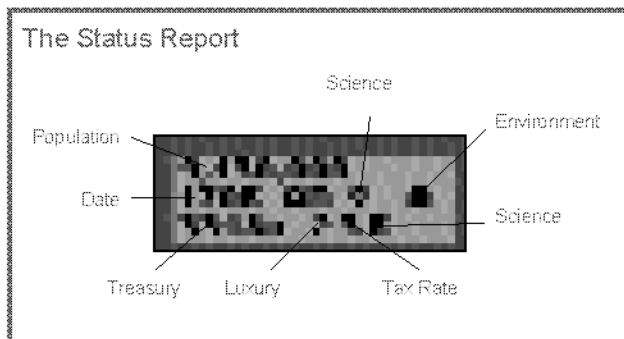 The Status Report
Science
Population
Environment
Date
Science
Treasury
Luxury
Tax Rate